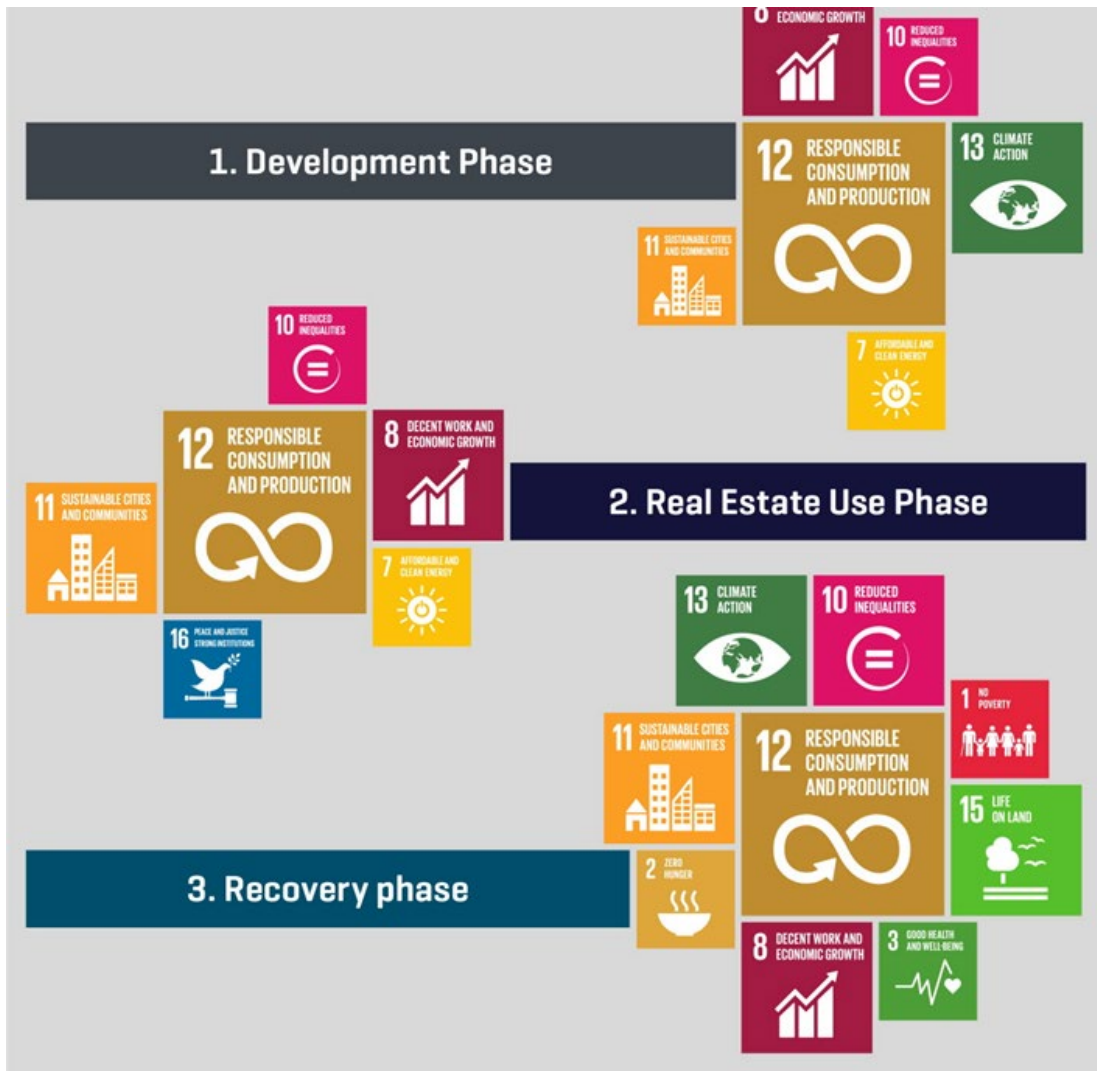 8 ECONOMIC GROWTH
10 REDUCED
INEQUALITIES
1. Development Phase
12 RESPONSIBLE
CONSUMPTION
AND PRODUCTION
13 CLIMATE
ACTION
11 SUSTAINABLE CITIES
AND COMMUNITIES
7 AFFORDABLE AND
CLEAN ENERGY
10 REDUCED
INEQUALITIES
12 RESPONSIBLE
CONSUMPTION
AND PRODUCTION
8 DECENT WORK AND
ECONOMIC GROWTH
11 SUSTAINABLE CITIES
AND COMMUNITIES
2. Real Estate Use Phase
7 AFFORDABLE AND
CLEAN ENERGY
16 PEACE AND JUSTICE
STRONG INSTITUTIONS
13 CLIMATE
ACTION
10 REDUCED
INEQUALITIES
1 NO
POVERTY
11 SUSTAINABLE CITIES
AND COMMUNITIES
12 RESPONSIBLE
CONSUMPTION
AND PRODUCTION
15 LIFE
ON LAND
3. Recovery phase
2 ZERO
HUNGER
8 DECENT WORK AND
ECONOMIC GROWTH
3 GOOD HEALTH
AND WELL-BEING